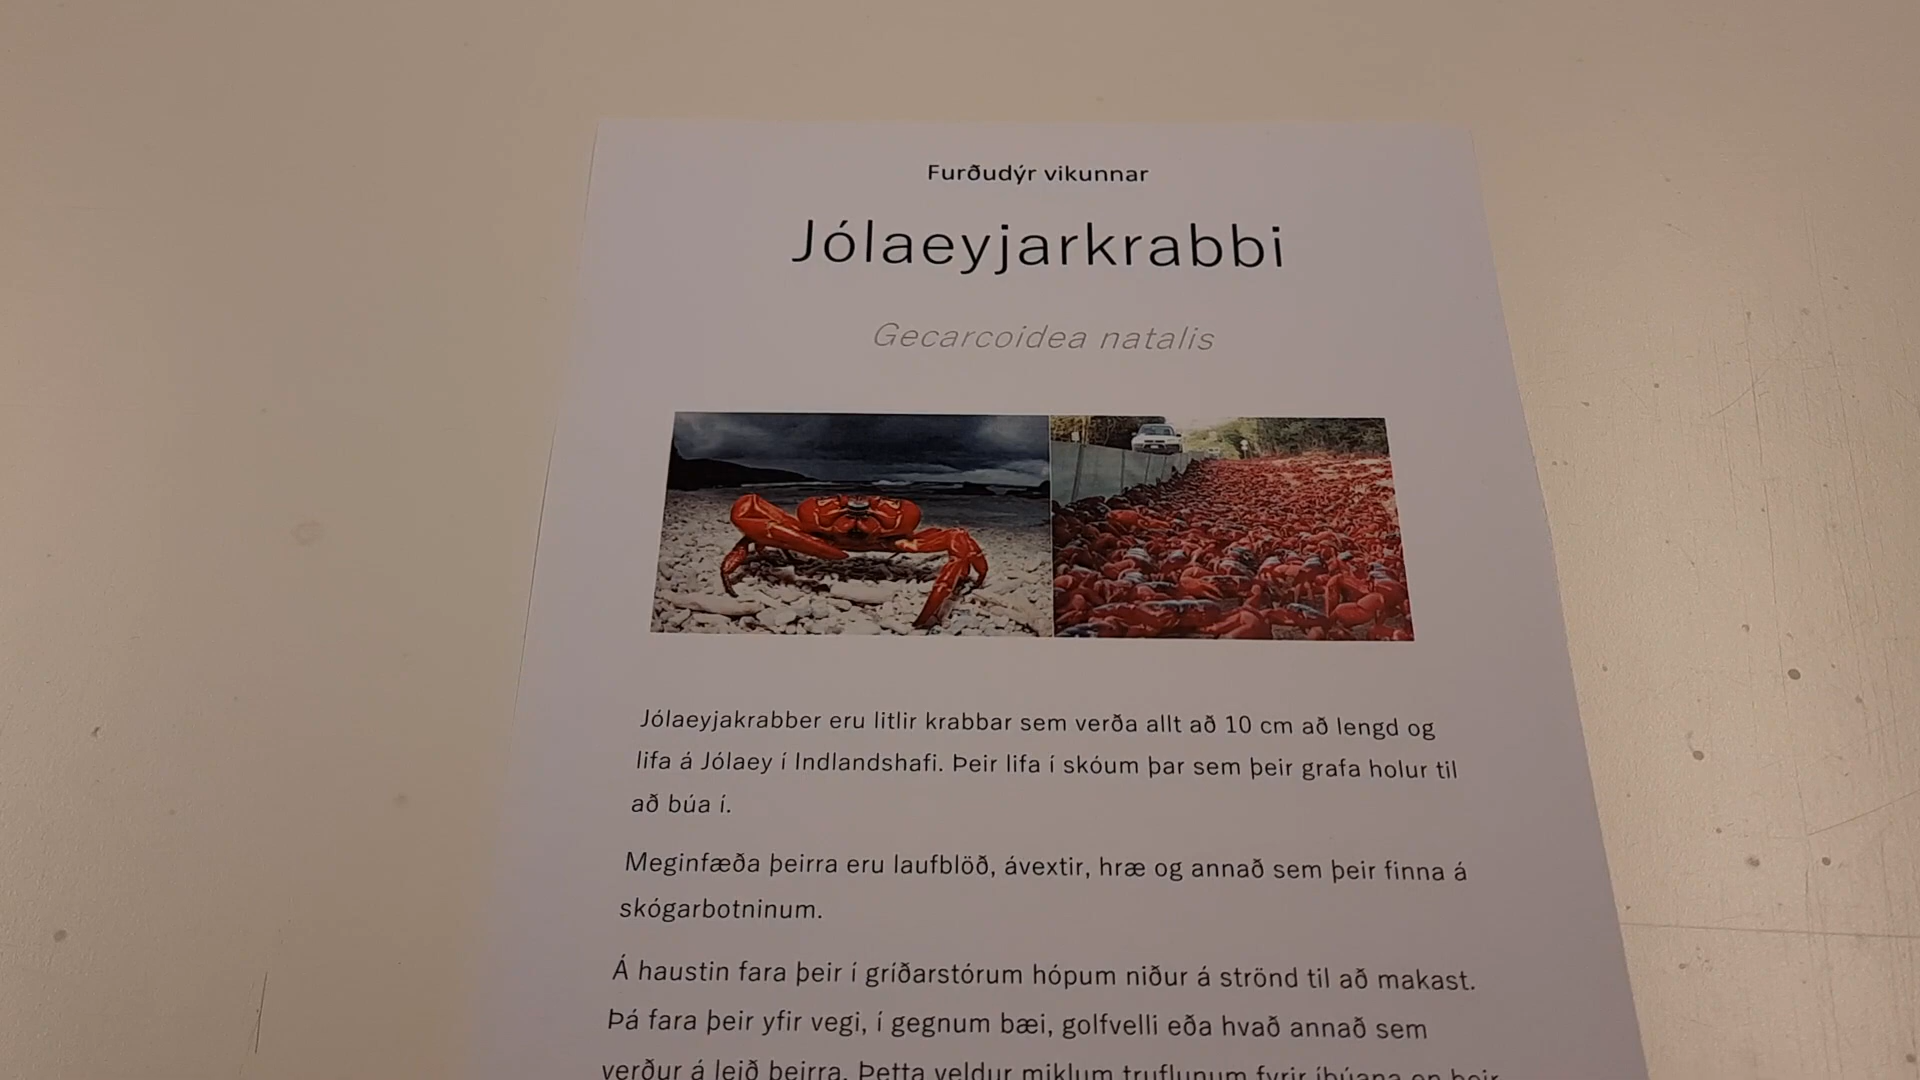 Furðudýr vikunnar
Jólaeyjarkrabbi
Gecarcoidea natalis
Jólaeyjakrabber eru litlir krabbar sem verða allt að 10 cm að lengd og
lifa á Jólaey í Indlandshafi. Þeir lifa í skóum þar sem þeir grafa holur til
að búa í.
Meginfæða þeirra eru laufblöð, ávextir, hræ og annað sem þeir finna á
skógarbotninum.
Á haustin fara þeir í gríðarstórum hópum niður á strönd til að makast.
Þá fara þeir yfir vegi, í gegnum bæi, golfvelli eða hvað annað sem
verður á leið þeirra. Þetta veldur miklum truflunum fyrir íbúana en þeir